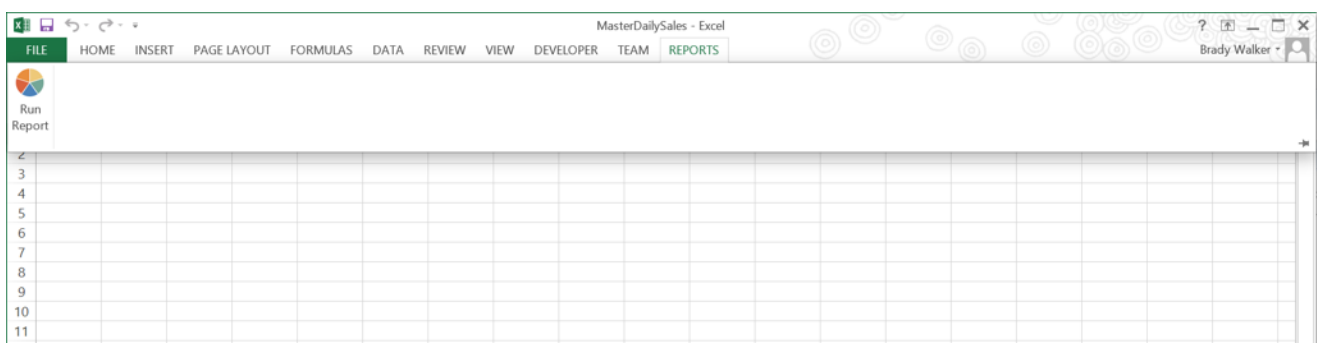 MasterDailySales - Excel
?
FILE HOME INSERT PAGE LAYOUT FORMULAS DATA REVIEW VIEW DEVELOPER TEAM REPORTS Brady Walker
Run
Report
2
3
4
5
6
7
8
9
10
11